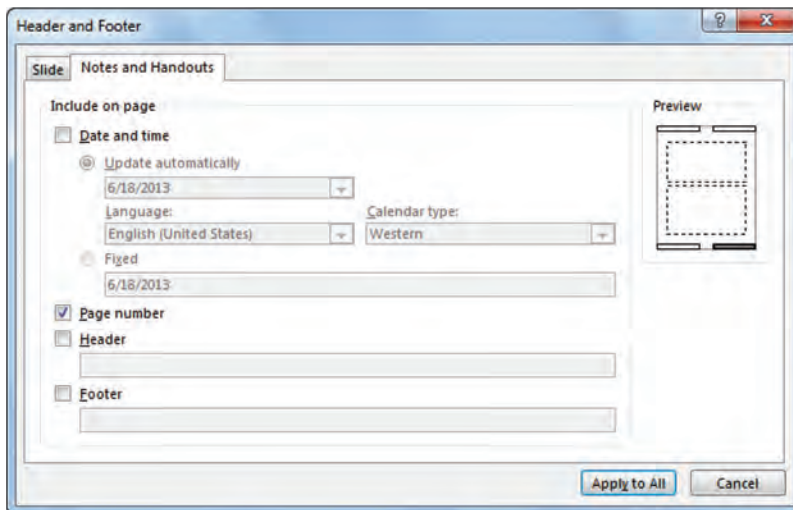 Header and Footer
Slide Notes and Handouts
Include on page Preview
Date and time
Update automatically
6/18/2013
Language: Calendar type:
English (United States) Western
Fixed
6/18/2013
Page number
Header
Footer
Apply to All Cancel